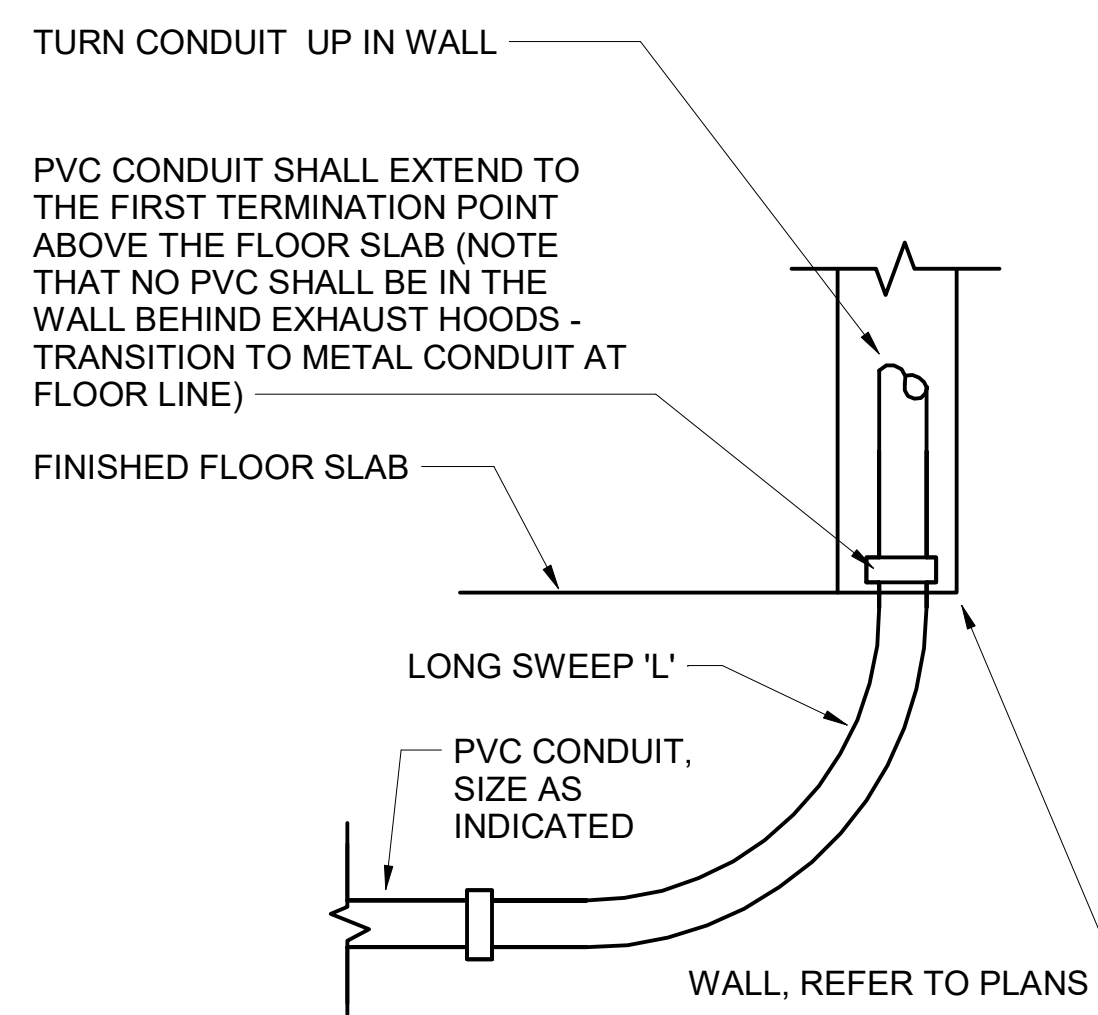 TURN CONDUIT  UP IN WALL
PVC CONDUIT SHALL EXTEND TO
THE FIRST TERMINATION POINT
ABOVE THE FLOOR SLAB (NOTE
THAT NO PVC SHALL BE IN THE
WALL BEHIND EXHAUST HOODS -
TRANSITION TO METAL CONDUIT AT
FLOOR LINE)
FINISHED FLOOR SLAB
LONG SWEEP 'L'
PVC CONDUIT,
SIZE AS
INDICATED
WALL, REFER TO PLANS